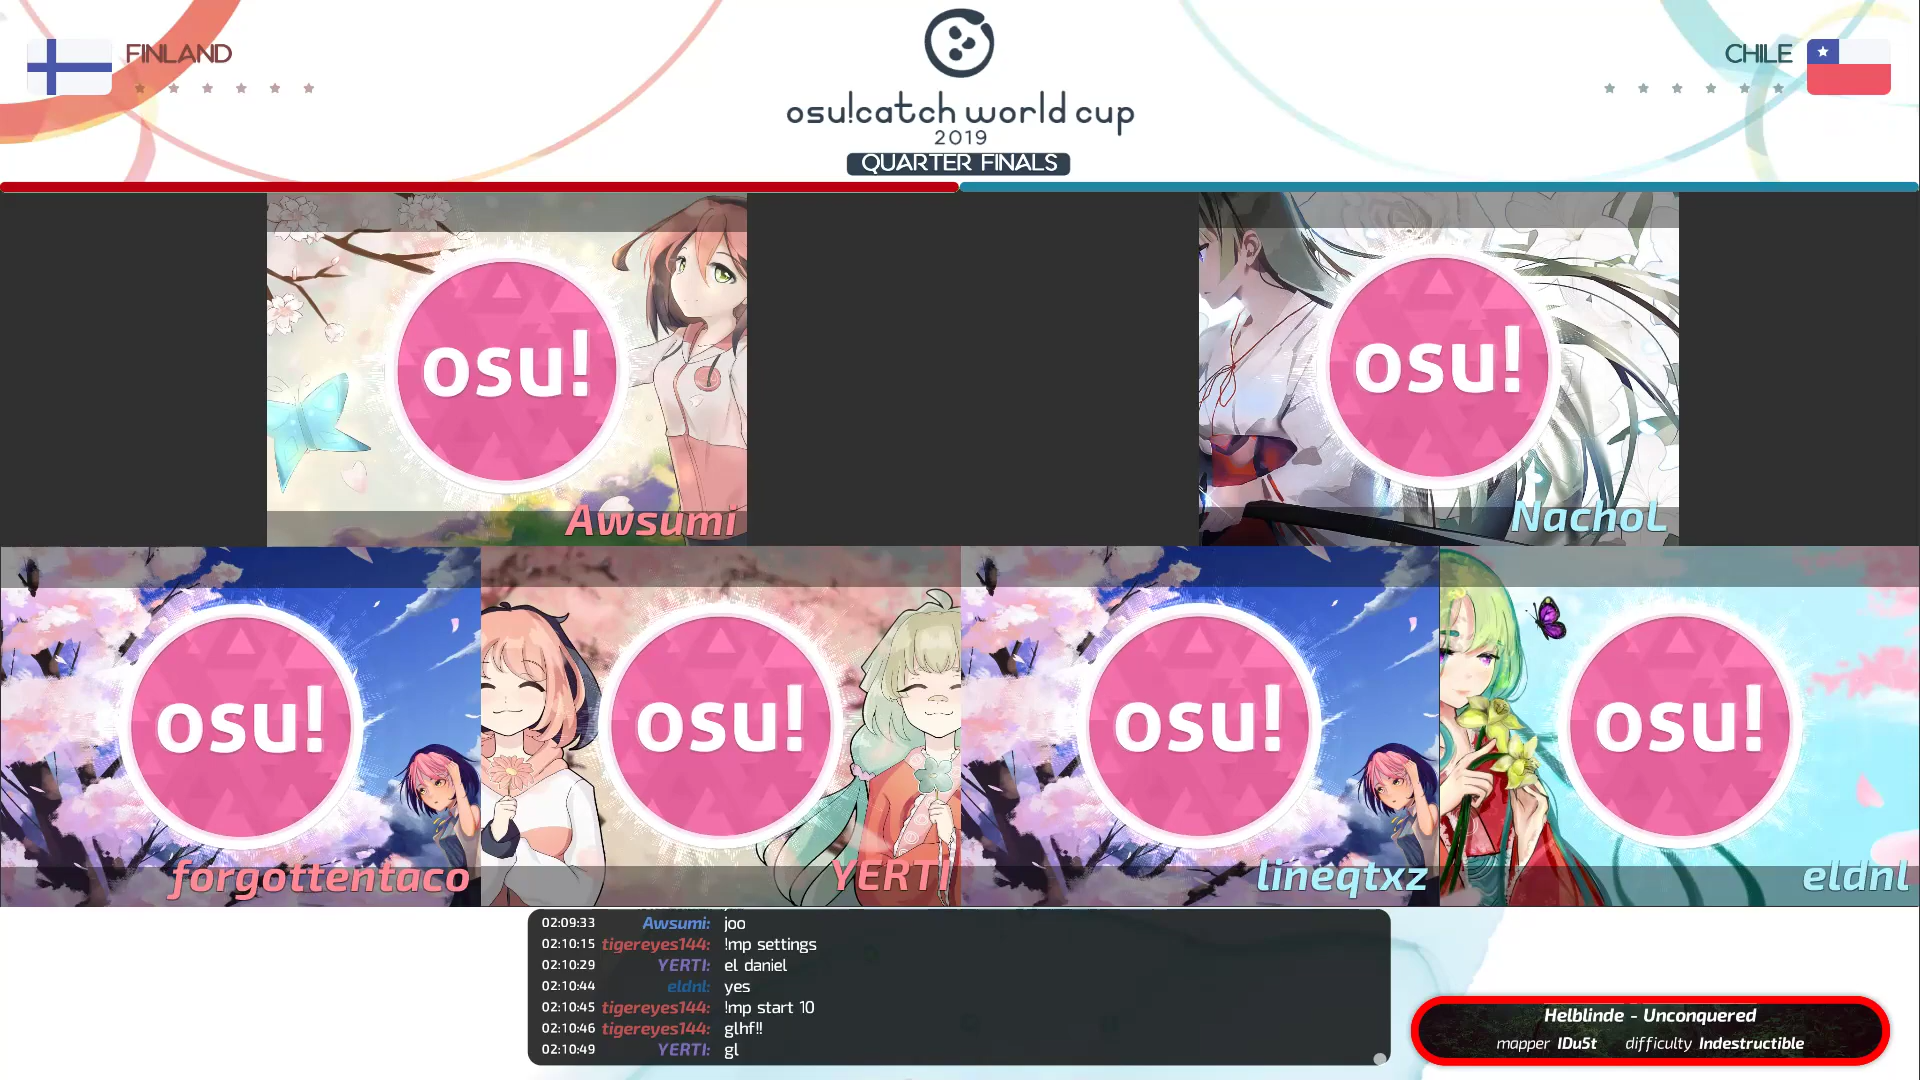 FINLAND
CHILE
osu!catch world cup
2019
QUARTER FINALS
osu!
Awsumi
osu!
NachoL
osu!
forgottentaco
osu!
YERTI
osu!
lineqtxz
osu!
eldnl
02:09:33 Awsumi: joo
02:10:15 tigereyes144: !mp settings
02:10:29 YERTI: el daniel
02:10:44 eldnl: yes
02:10:45 tigereyes144: !mp start 10
02:10:46 tigereyes144: glhf!!
02:10:49 YERTI: gl
Helblinde - Unconquered
mapper IDu5t difficulty Indestructible